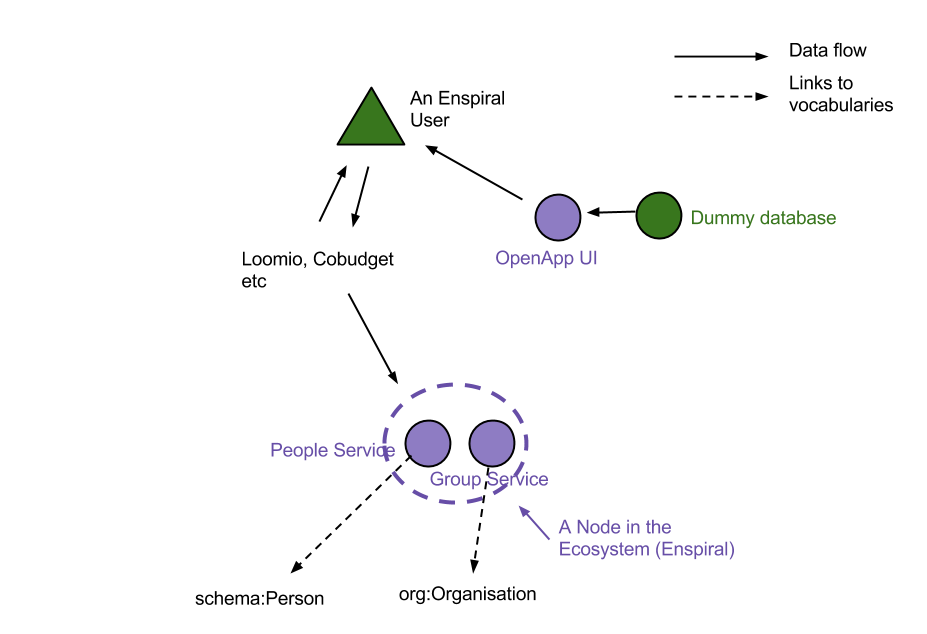 Data flow
Links to
vocabularies
An Enspiral
User
Dummy database
OpenApp UI
Loomio, Cobudget
etc
People Service
Group Service
A Node in the
Ecosystem (Enspiral)
schema:Person
org:Organisation